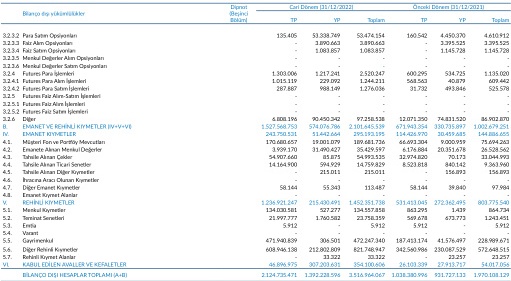 Bilanço dışı yükümlülükler Dipnot (Beşinci Bölüm) Cari Dönem (31/12/2022) Önceki Dönem (31/12/2021)
TP YP Toplam TP YP Toplam
3.2.3.2 Para Satım Opsiyonları 135.405 53.338.749 53.474.154 160.542 4.450.370 4.610.912
3.2.3.3 Faiz Alım Opsiyonları - 3.890.663 3.890.663 - 3.395.525 3.395.525
3.2.3.4 Faiz Satım Opsiyonları - 1.083.857 1.083.857 - 1.145.728 1.145.728
3.2.3.5 Menkul Değerler Alım Opsiyonları - - - - - -
3.2.3.6 Menkul Değerler Satım Opsiyonları - - - - - -
3.2.4 Futures Para İşlemleri 1.303.006 1.217.241 2.520.247 600.295 534.725 1.135.020
3.2.4.1 Futures Para Alım İşlemleri 1.015.119 229.092 1.244.211 568.563 40.879 609.442
3.2.4.2 Futures Para Satım İşlemleri 287.887 988.149 1.276.036 31.732 493.846 525.578
3.2.5 Futures Faiz Alım-Satım İşlemleri - - - - - -
3.2.5.1 Futures Faiz Alım İşlemleri - - - - - -
3.2.5.2 Futures Faiz Satım İşlemleri - - - - - -
3.2.6 Diğer 6.808.196 90.450.342 97.258.538 12.071.350 74.831.520 86.902.870
B. EMANET VE REHİNLİ KIYMETLER (IV+V+VI) 1.527.568.753 574.076.786 2.101.645.539 671.943.354 330.735.897 1.002.679.251
IV. EMANET KIYMETLER 243.750.531 51.442.664 295.193.195 114.426.970 30.459.685 144.886.655
4.1. Müşteri Fon ve Portföy Mevcutları 170.680.657 19.001.079 189.681.736 66.694.304 9.000.959 75.694.263
4.2. Emanete Alınan Menkul Değerler 3.939.170 31.490.427 35.429.597 6.176.884 20.351.678 26.528.562
4.3. Tahsile Alınan Çekler 54.907.660 85.875 54.993.535 32.974.820 70.173 33.044.993
4.4. Tahsile Alınan Ticari Senetler 14.164.900 594.929 14.759.829 8.523.818 840.142 9.363.960
4.5. Tahsile Alınan Diğer Kıymetler - 215.011 215.011 - 156.893 156.893
4.6. İhracına Aracı Olunan Kıymetler - - - - - -
4.7. Diğer Emanet Kıymetler 58.144 55.343 113.487 58.144 39.840 97.984
4.8. Emanet Kıymet Alanlar - - - - - -
V. REHİNLİ KIYMETLER 1.236.921.247 215.430.491 1.452.351.738 531.413.045 272.362.495 803.775.540
5.1. Menkul Kıymetler 134.030.581 527.277 134.557.858 863.295 1.439 864.734
5.2. Teminat Senetleri 21.997.777 1.760.582 23.758.359 569.678 673.773 1.243.451
5.3. Emtia 5.912 - 5.912 5.912 - 5.912
5.4. Varant - - - - - -
5.5. Gayrimenkul 471.940.839 306.501 472.247.340 187.413.174 41.576.497 228.989.671
5.6. Diğer Rehinli Kıymetler 608.946.138 212.802.809 821.748.947 342.560.986 230.087.529 572.648.515
5.7. Rehinli Kıymet Alanlar - 33.322 33.322 - 23.257 23.257
VI. KABUL EDİLEN AVALLER VE KEFALETLER 46.896.975 307.203.631 354.100.606 26.103.339 27.913.717 54.017.056
BİLANÇO DIŞI HESAPLAR TOPLAMI (A+B) 2.124.735.471 1.392.228.596 3.516.964.067 1.038.380.996 931.727.133 1.970.108.129